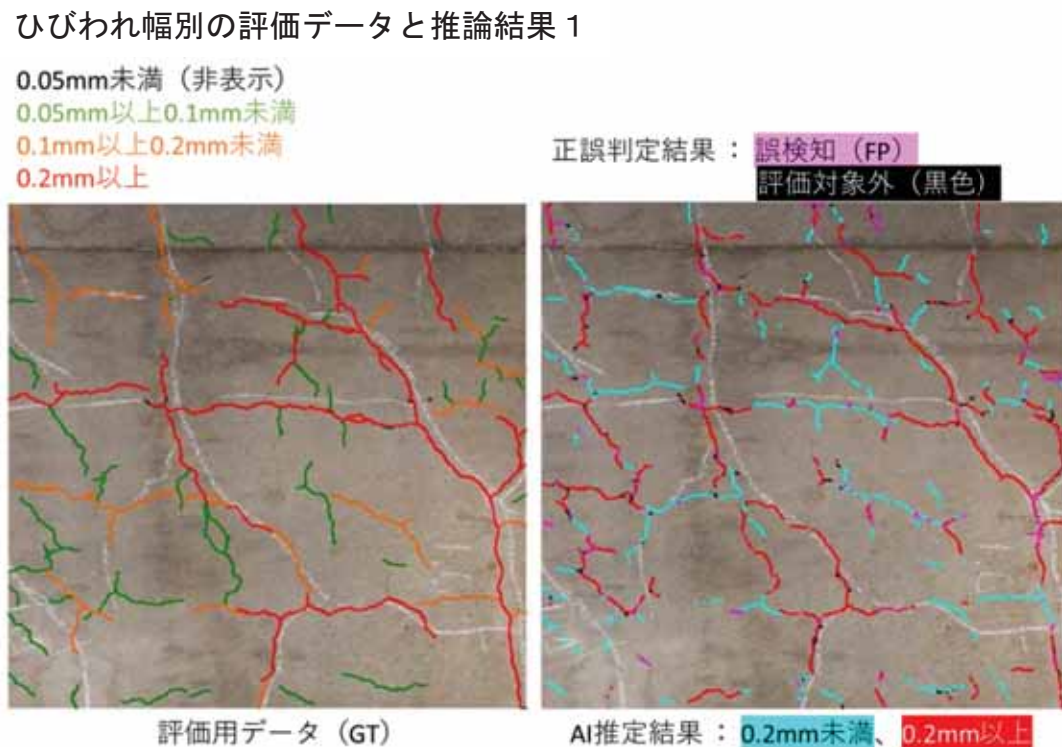 ひびわれ幅別の評価データと推論結果1
0.05mm未満（非表示）
0.05mm以上0.1mm未満
0.1mm以上0.2mm未満
0.2mm以上
正誤判定結果：誤検知（FP）
評価対象外（黒色）
評価用データ（GT）
AI推定結果：0.2mm未満、0.2mm以上